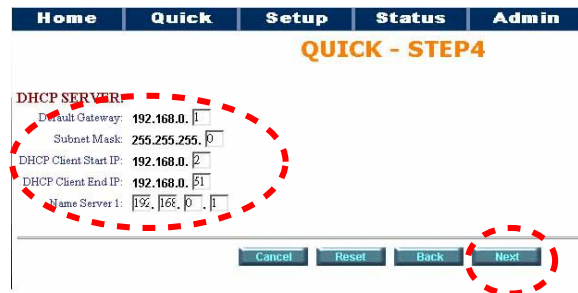 Home Quick Setup Status Admin
QUICK - STEP4
DHCP SERVER:
Default Gateway: 192.168.0. 1
Subnet Mask: 255.255.255. 0
DHCP Client Start IP: 192.168.0. 2
DHCP Client End IP: 192.168.0. 51
Name Server 1: 192. 168. 0 . 1
Cancel Reset Back Next